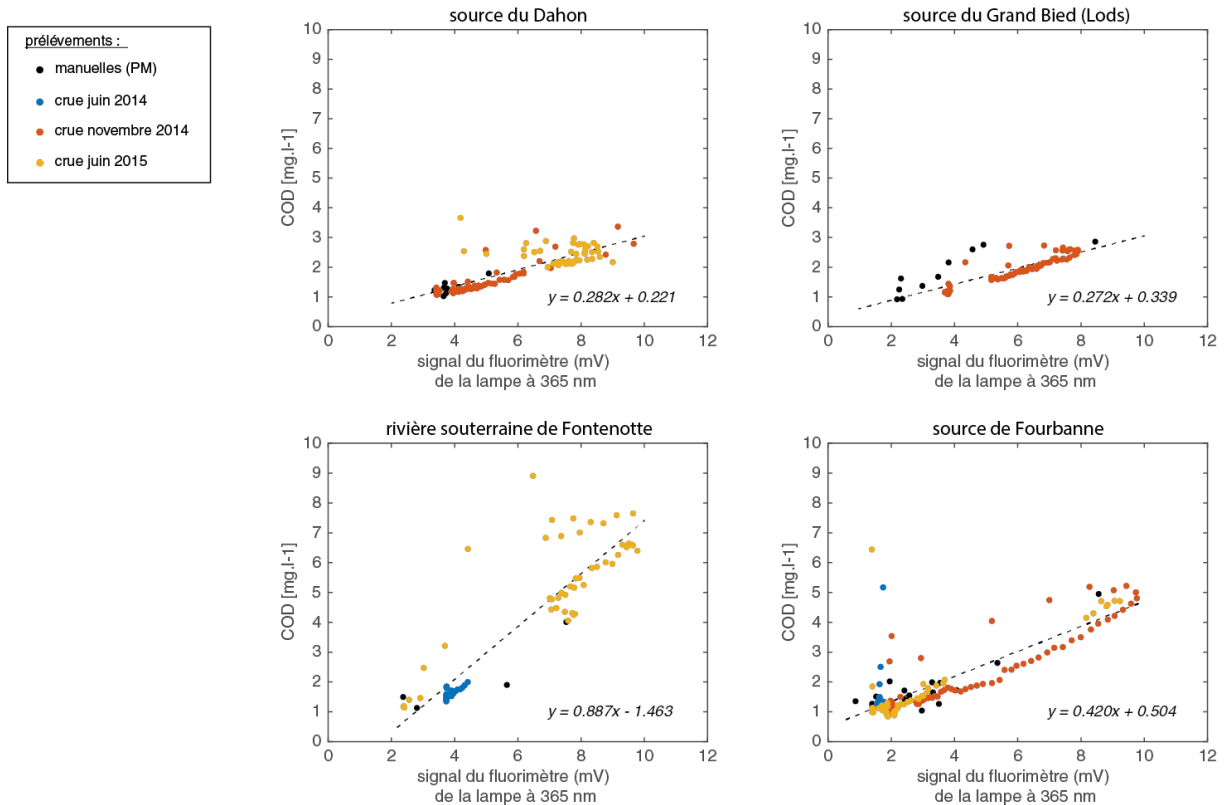 prélévements :
manuelles (PM)
crue juin 2014
crue novembre 2014
crue juin 2015
source du Dahon
COD [mg.l-1]
10
9
8
7
6
5
4
3
2
1
0
y = 0.282x + 0.221
0 2 4 6 8 10 12
signal du fluorimètre (mV)
de la lampe à 365 nm
source du Grand Bied (Lods)
COD [mg.l-1]
10
9
8
7
6
5
4
3
2
1
0
y = 0.272x + 0.339
0 2 4 6 8 10 12
signal du fluorimètre (mV)
de la lampe à 365 nm
rivière souterraine de Fontenotte
COD [mg.l-1]
10
9
8
7
6
5
4
3
2
1
0
y = 0.887x - 1.463
0 2 4 6 8 10 12
signal du fluorimètre (mV)
de la lampe à 365 nm
source de Fourbanne
COD [mg.l-1]
10
9
8
7
6
5
4
3
2
1
0
y = 0.420x + 0.504
0 2 4 6 8 10 12
signal du fluorimètre (mV)
de la lampe à 365 nm